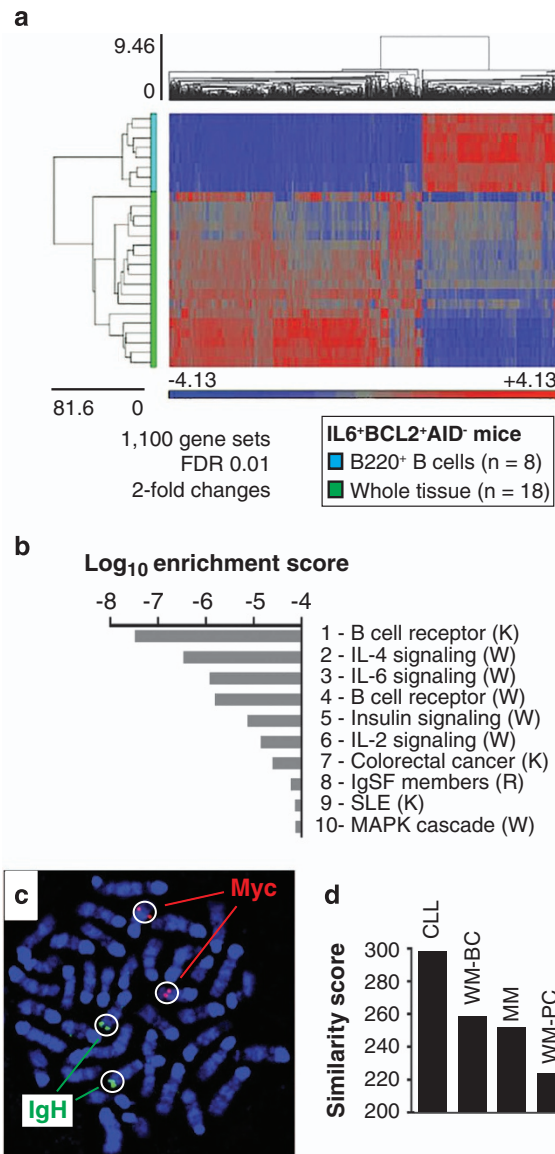 a
9.46
0
-4.13 +4.13
81.6 0
1,100 gene sets
FDR 0.01
2-fold changes
IL6⁺BCL2⁺AID⁻ mice
B220⁺ B cells (n = 8)
Whole tissue (n = 18)
b
Log₁₀ enrichment score
-8 -7 -6 -5 -4
1 - B cell receptor (K)
2 - IL-4 signaling (W)
3 - IL-6 signaling (W)
4 - B cell receptor (W)
5 - Insulin signaling (W)
6 - IL-2 signaling (W)
7 - Colorectal cancer (K)
8 - IgSF members (R)
9 - SLE (K)
10- MAPK cascade (W)
c
Myc
IgH
d
Similarity score
300
280
260
240
220
200
CLL
WM-BC
MM
WM-PC